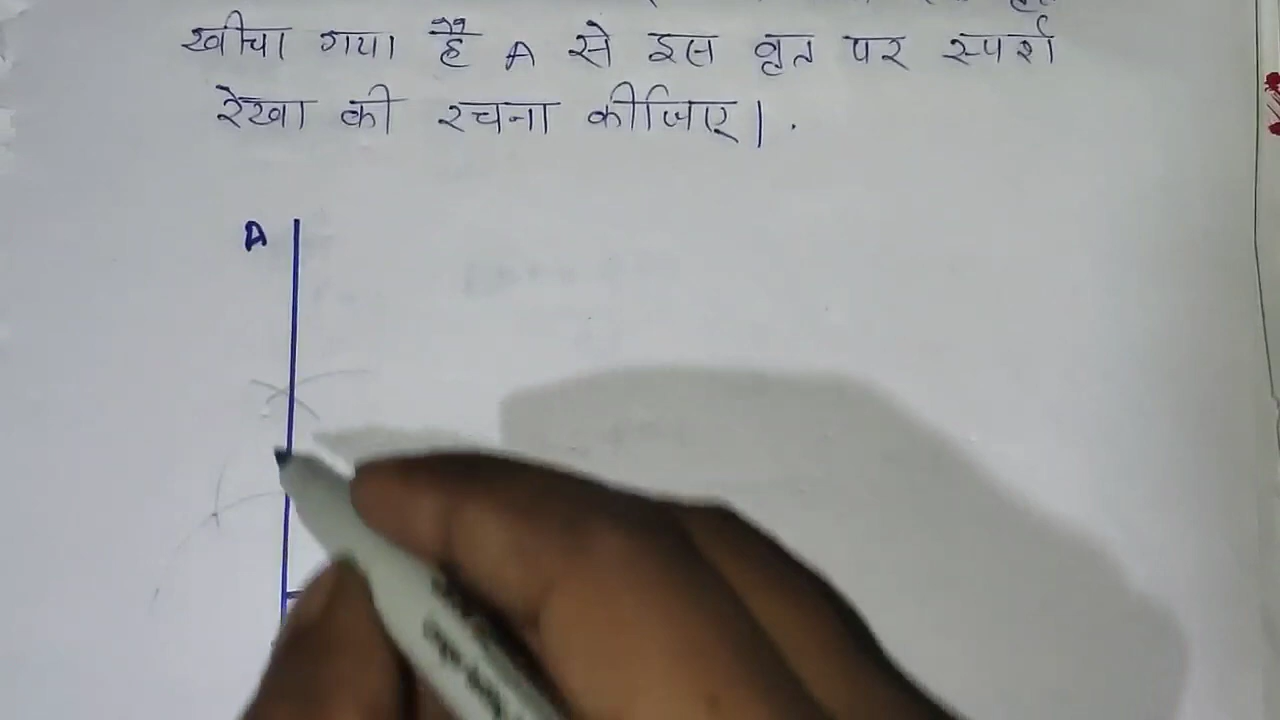 खीचा गया है A से इस वृत पर स्पर्श
रेखा की रचना कीजिए।
A